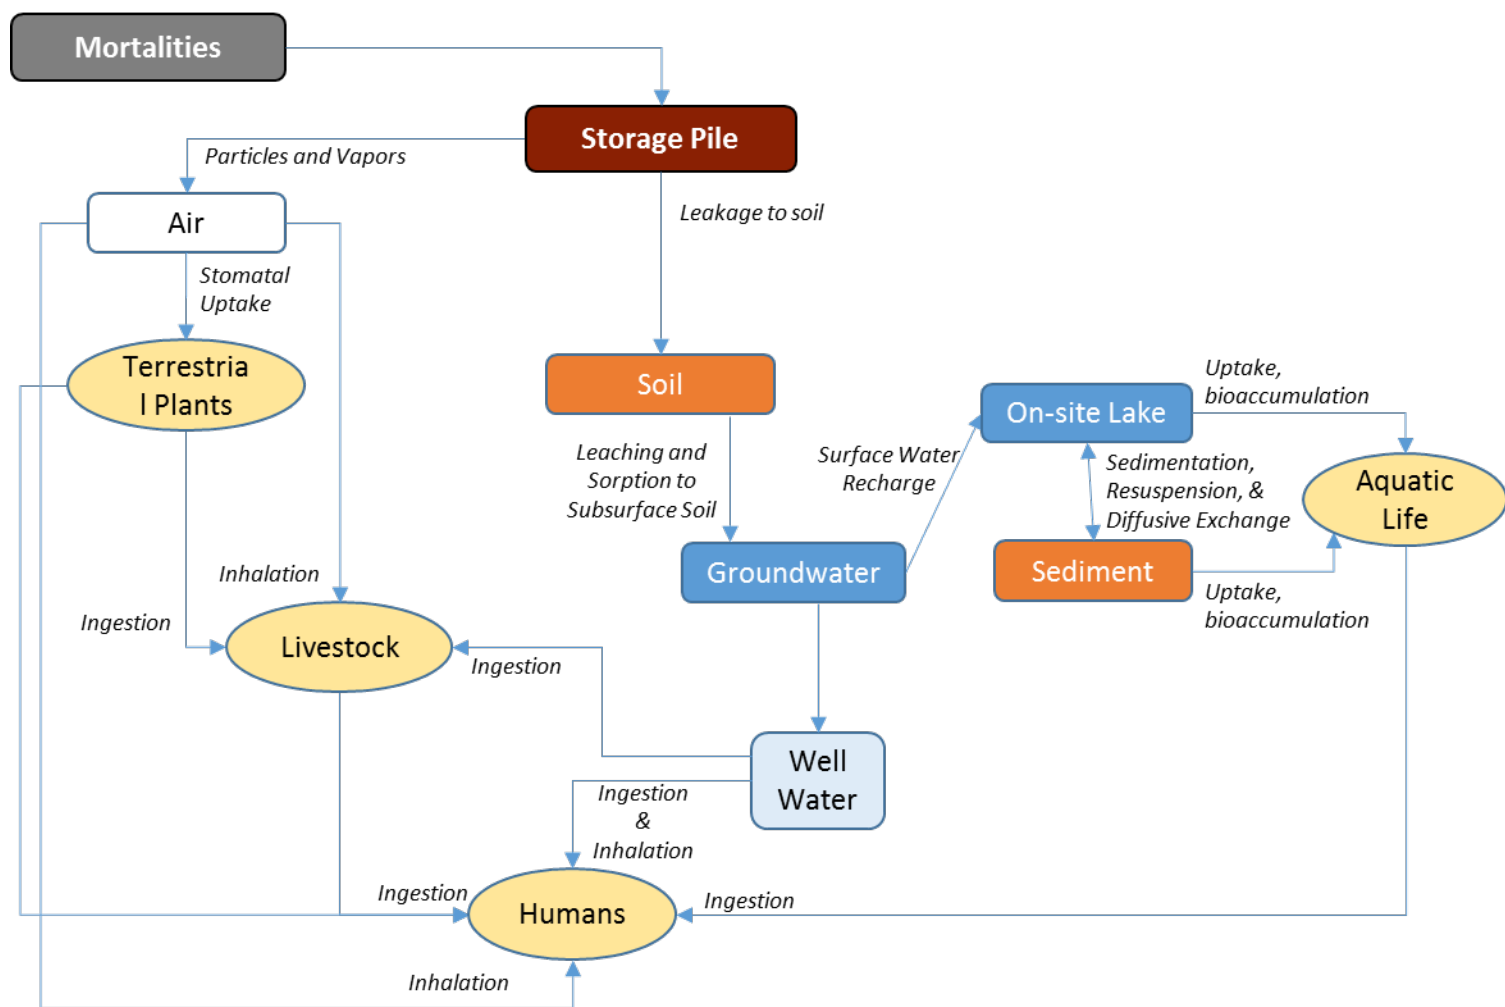 Mortalities
Storage Pile
Particles and Vapors
Air
Leakage to soil
Stomatal
Uptake
Terrestria
l Plants
Soil
On-site Lake
Uptake,
bioaccumulation
Leaching and
Sorption to
Subsurface Soil
Surface Water
Recharge
Sedimentation,
Resuspension, &
Diffusive Exchange
Aquatic
Life
Groundwater
Sediment
Uptake,
bioaccumulation
Inhalation
Ingestion
Livestock
Ingestion
Well
Water
Ingestion
&
Inhalation
Ingestion
Humans
Ingestion
Inhalation